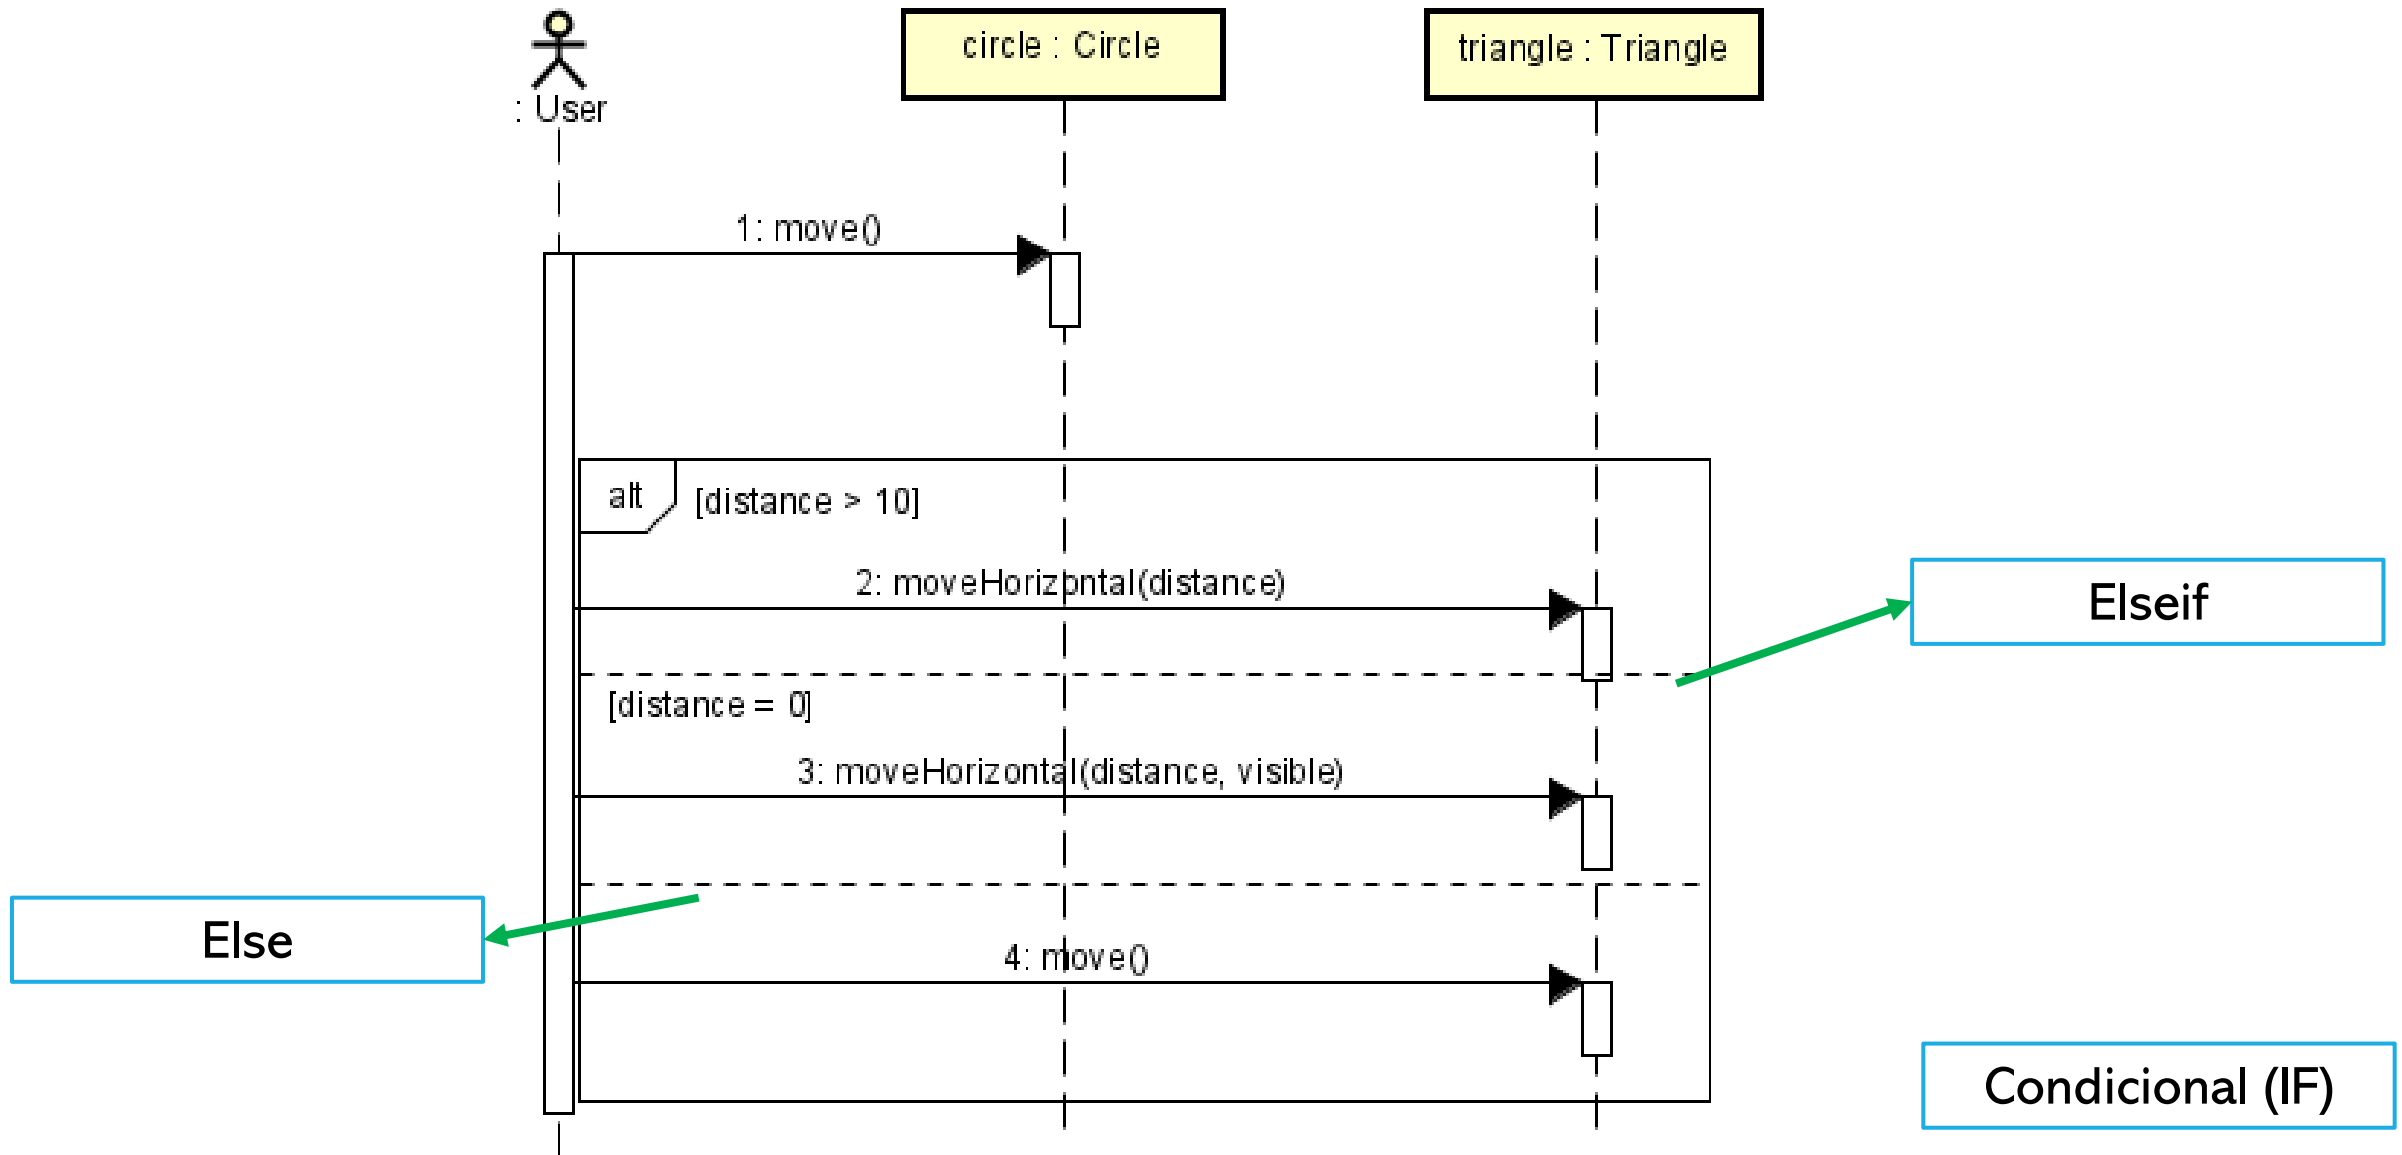 : User
circle : Circle
triangle : Triangle
1: move()
alt
[distance > 10]
2: moveHorizontal(distance)
Elseif
[distance = 0]
3: moveHorizontal(distance, visible)
Else
4: move()
Condicional (IF)